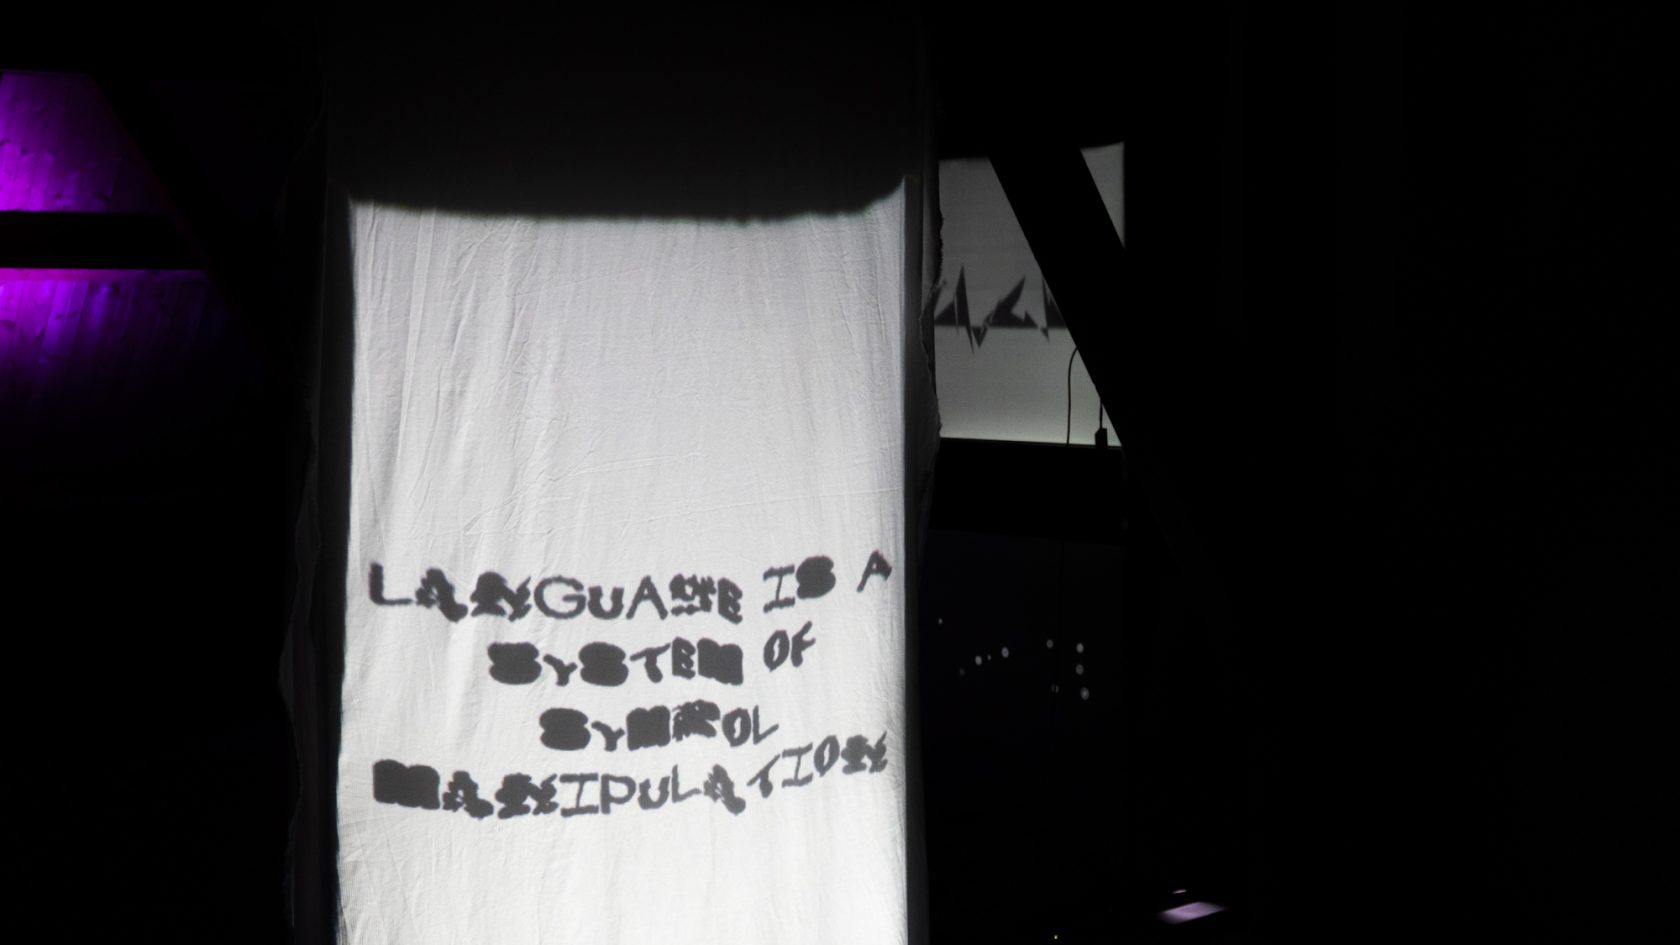 LANGUAGE IS A
SYSTEM OF
SYMBOL
MANIPULATION